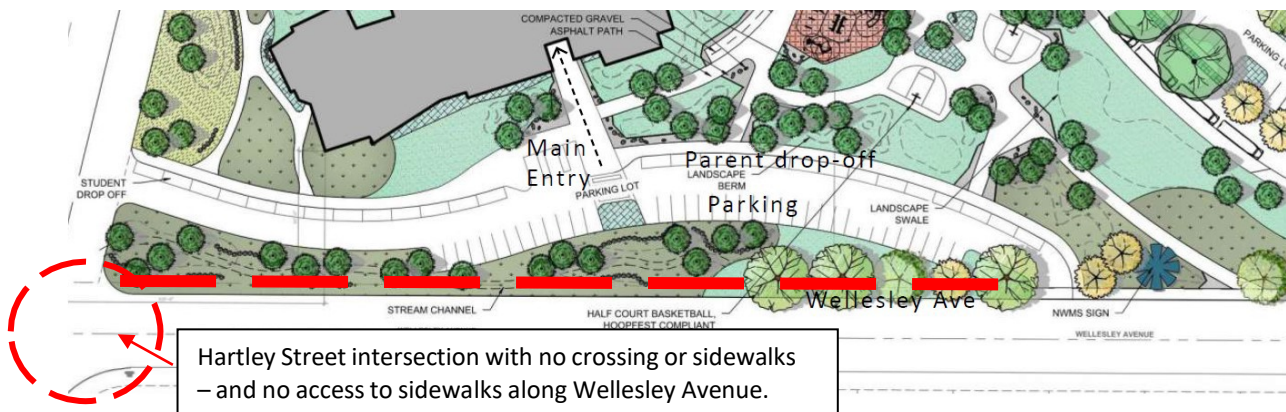 COMPACTED GRAVEL
ASPHALT PATH
PARKING LOT
Main
Entry
Parent drop-off
LANDSCAPE
BERM
Parking
STUDENT
DROP OFF
PARKING LOT
LANDSCAPE
SWALE
STREAM CHANNEL
HALF COURT BASKETBALL,
HOOPFEST COMPLIANT
Wellesley Ave
NWMS SIGN
WELLESLEY AVENUE
Hartley Street intersection with no crossing or sidewalks
– and no access to sidewalks along Wellesley Avenue.